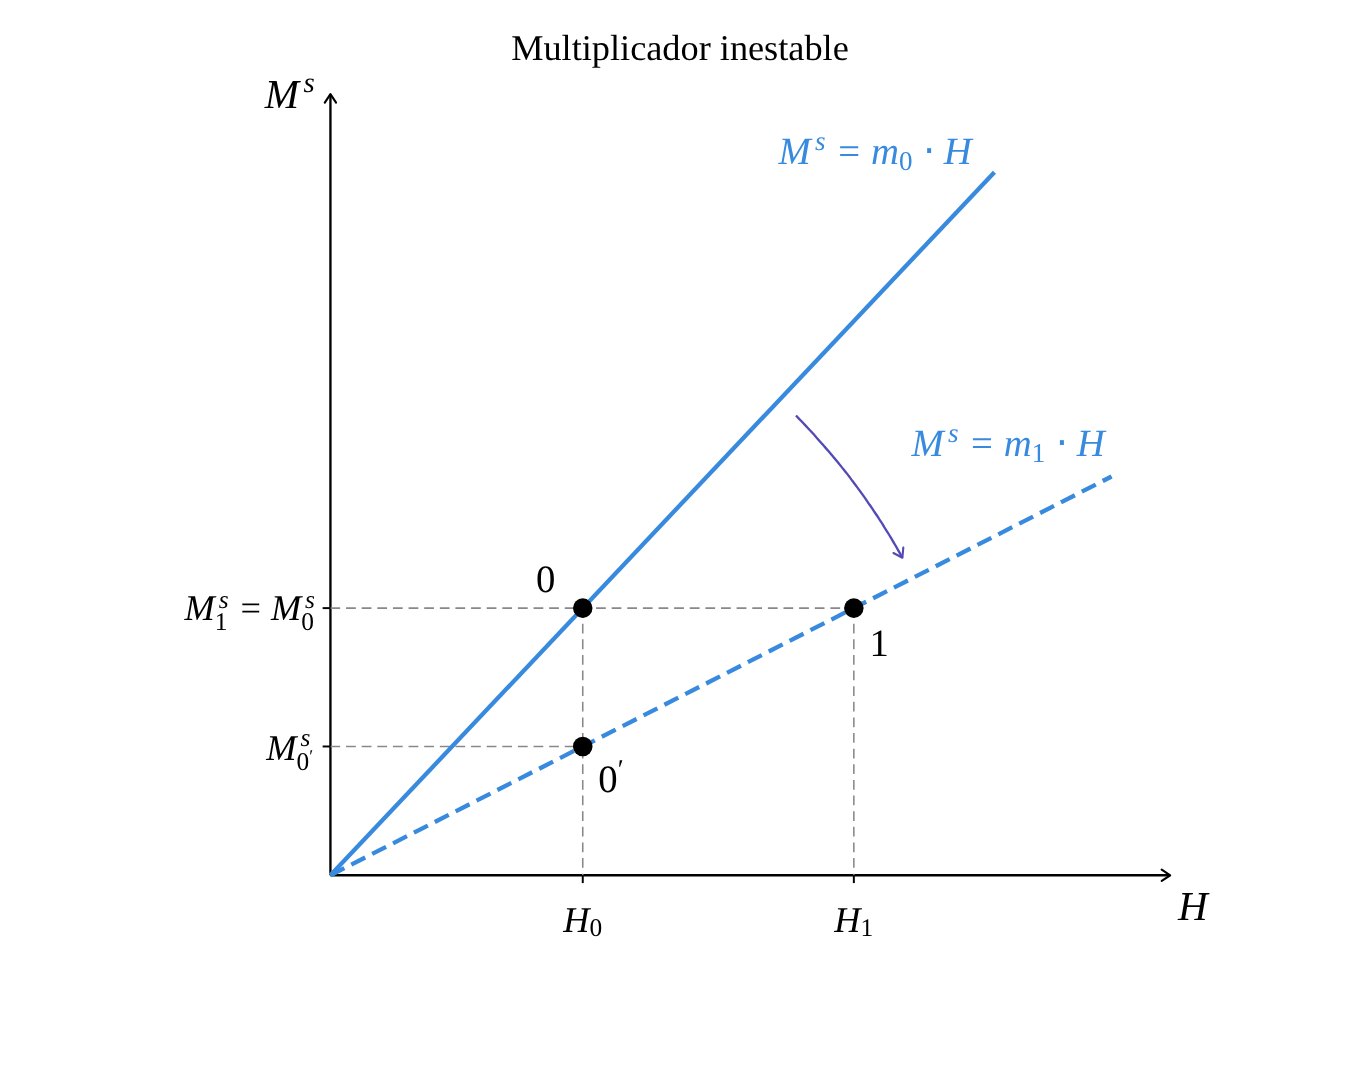 Multiplicador inestable
Mˢ
Mˢ = m₀ · H
Mˢ = m₁ · H
0
M₁ˢ = M₀ˢ
1
M₀′ˢ
0′
H₀
H₁
H